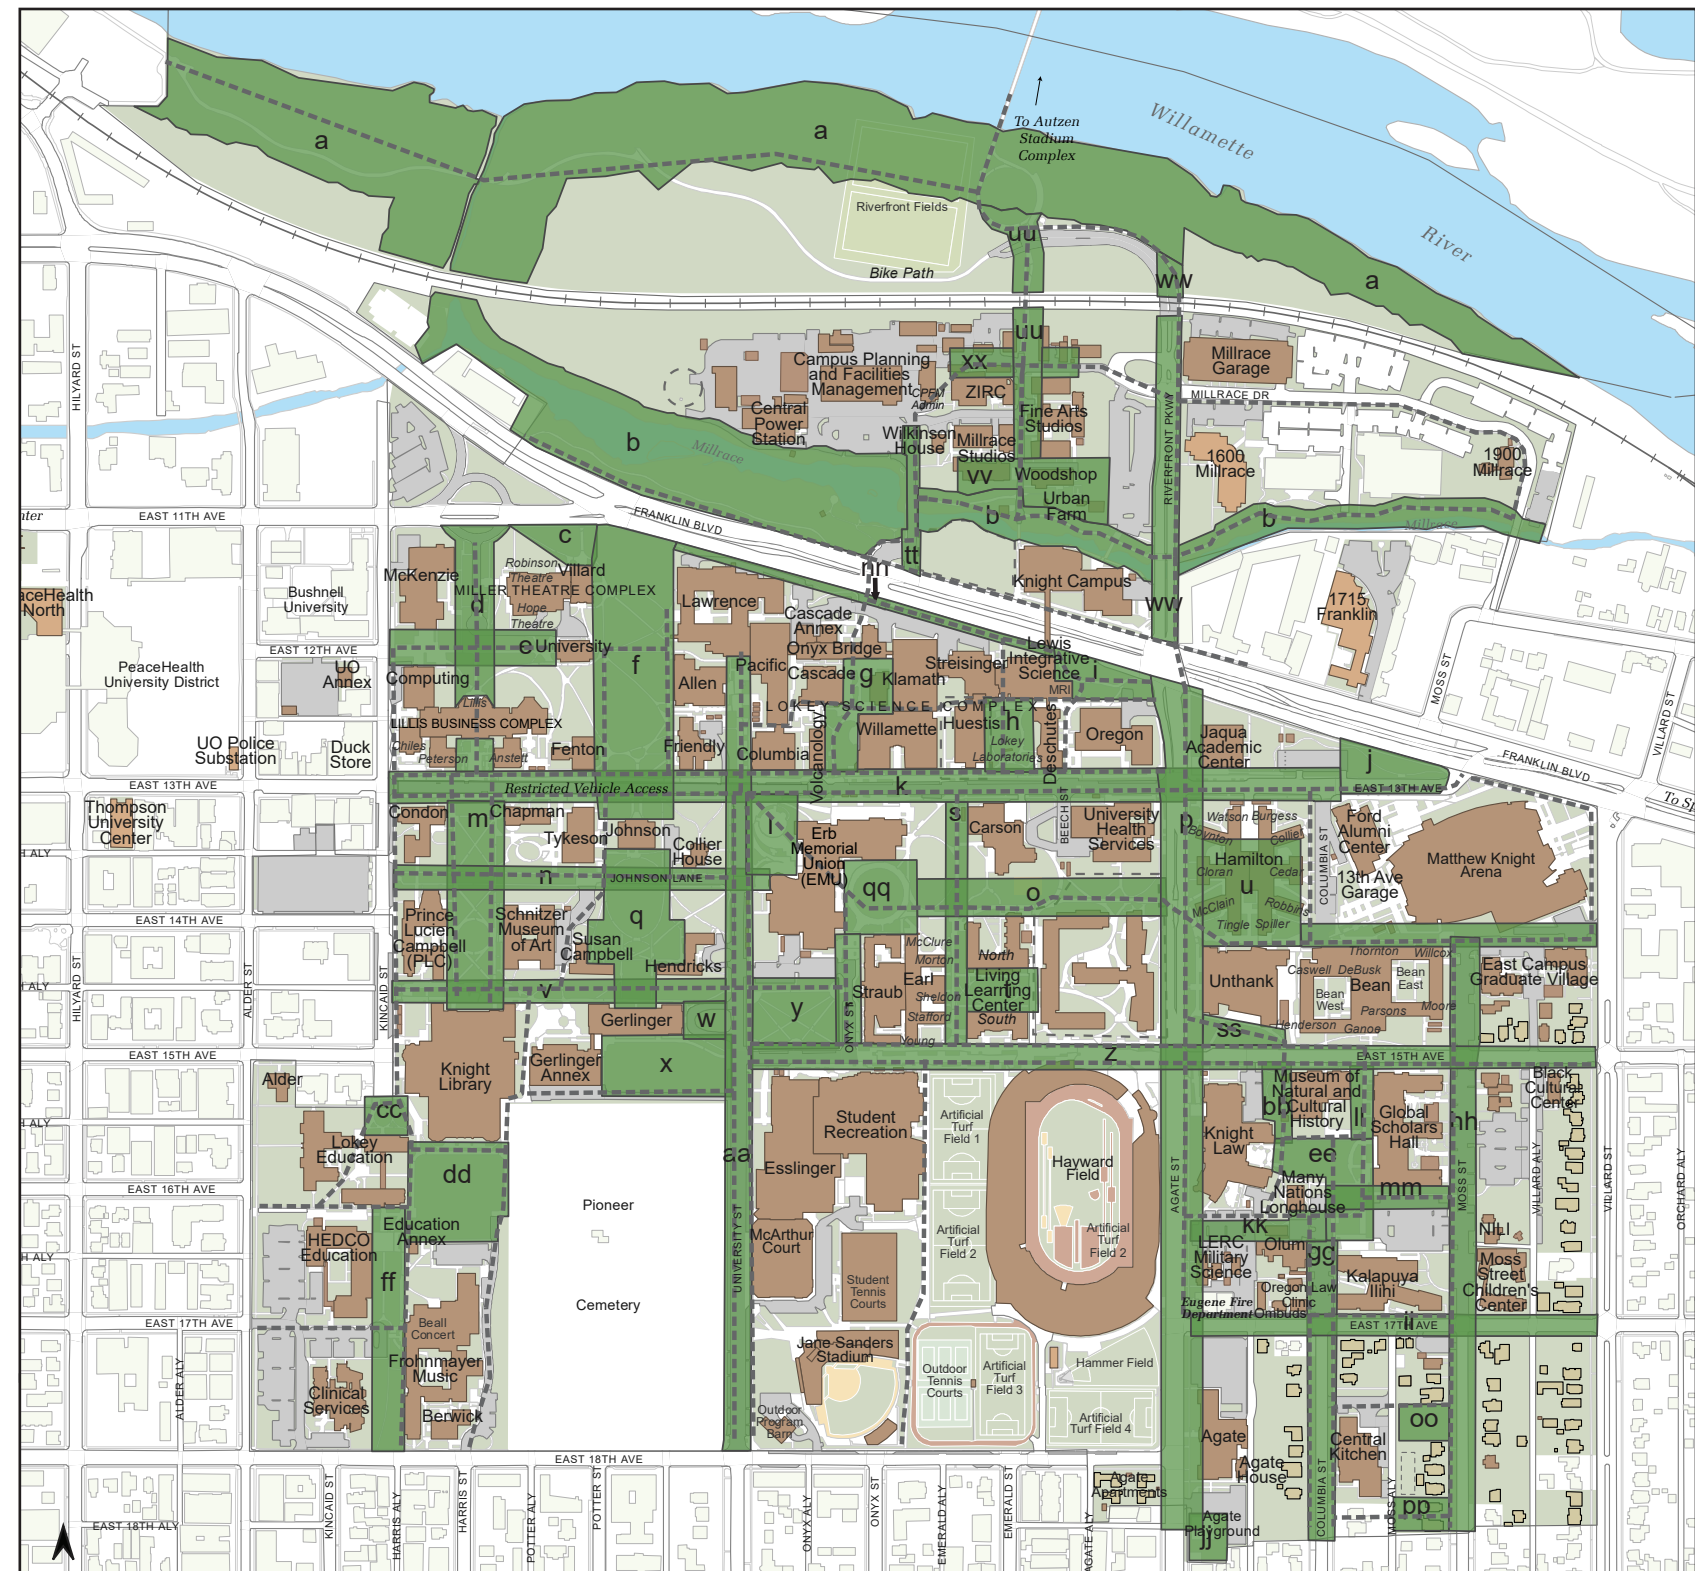 a
a
To Autzen
Stadium
Complex
Willamette
River
a
Riverfront Fields
Bike Path
uu
ww
uu
HILYARD ST
Campus Planning
and Facilities
Management
CPFM
Admin
xx
ZIRC
Millrace
Garage
MILLRACE DR
Central
Power
Station
Fine Arts
Studios
b
Millrace
Wilkinson
House
Millrace
Studios
vv
Woodshop
Urban
Farm
b
RIVERFRONT PKWY
1600
Millrace
1900
Millrace
b
Millrace
EAST 11TH AVE
FRANKLIN BLVD
c
tt
nn
Knight Campus
ww
1715
Franklin
MOSS ST
VILLARD ST
McKenzie
Robinson
Theatre
Villard
MILLER THEATRE COMPLEX
Hope
Theatre
d
Bushnell
University
aceHealth
North
Lawrence
Cascade
Annex
Onyx Bridge
EAST 12TH AVE
e
University
f
Pacific
Cascade
g
Klamath
Streisinger
Lewis
Integrative
Science
MRI
i
PeaceHealth
University District
UO
Annex
Computing
Allen
LOKEY SCIENCE COMPLEX
Lillis
LILLIS BUSINESS COMPLEX
Chiles
Peterson
Anstett
Fenton
Friendly
Columbia
Volcanology
Willamette
Huestis
h
Lokey
Laboratories
Deschutes
Oregon
Jaqua
Academic
Center
j
FRANKLIN BLVD
UO Police
Substation
Duck
Store
EAST 13TH AVE
Restricted Vehicle Access
k
EAST 13TH AVE
Thompson
University
Center
Condon
m
Chapman
Tykeson
Johnson
Collier
House
Erb
Memorial
Union
(EMU)
s
Carson
BEECH ST
University
Health
Services
p
Watson
Burgess
Boynton
Collier
Hamilton
Cloran
Cedar
u
McClain
Robbins
Tingle
Spiller
COLUMBIA ST
Ford
Alumni
Center
13th Ave
Garage
Matthew Knight
Arena
n
JOHNSON LANE
qq
o
EAST 14TH AVE
Prince
Lucien
Campbell
(PLC)
Schnitzer
Museum
of Art
q
Susan
Campbell
Hendricks
McClure
Morton
Earl
Straub
Sheldon
Stafford
Young
North
Living
Learning
Center
South
Unthank
Thornton
Willcox
Caswell
DeBusk
Bean
Bean
East
Bean
West
Parsons
Moore
Henderson
Ganoe
East Campus
Graduate Village
HILYARD ST
ALDER ST
KINCAID ST
v
Gerlinger
w
y
ONYX ST
ss
EAST 15TH AVE
z
EAST 15TH AVE
Knight
Library
Gerlinger
Annex
x
Alder
cc
Lokey
Education
dd
Student
Recreation
Esslinger
Artificial
Turf
Field 1
Hayward
Field
Knight
Law
Museum of
Natural and
Cultural
History
Global
Scholars
Hall
hh
Black
Cultural
Center
ee
Many
Nations
Longhouse
mm
EAST 16TH AVE
Pioneer
Cemetery
aa
UNIVERSITY ST
AGATE ST
MOSS ST
VILLARD ALY
VILLARD ST
ORCHARD ALY
Education
Annex
HEDCO
Education
ff
McArthur
Court
Artificial
Turf
Field 2
Artificial
Turf
Field 2
kk
LERC
Military
Science
Olum
gg
NILI
Moss
Street
Children's
Center
Kalapuya
Ilihi
Oregon Law
Clinic
Ombuds
Eugene Fire
Department
Student
Tennis
Courts
EAST 17TH AVE
ii
EAST 17TH AVE
Beall
Concert
Frohnmayer
Music
Jane Sanders
Stadium
Outdoor
Tennis
Courts
Artificial
Turf
Field 3
Hammer Field
Artificial
Turf Field 4
ALDER ALY
Clinical
Services
Berwick
Outdoor
Program
Barn
Agate
Agate
House
Central
Kitchen
oo
EAST 18TH AVE
Agate
Apartments
pp
EAST 18TH ALY
KINCAID ST
HARRIS ALY
HARRIS ST
POTTER ALY
POTTER ST
ONYX ALY
ONYX ST
EMERALD ALY
EMERALD ST
AGATE ALY
Agate
Playground
jj
COLUMBIA ST
MOSS ALY